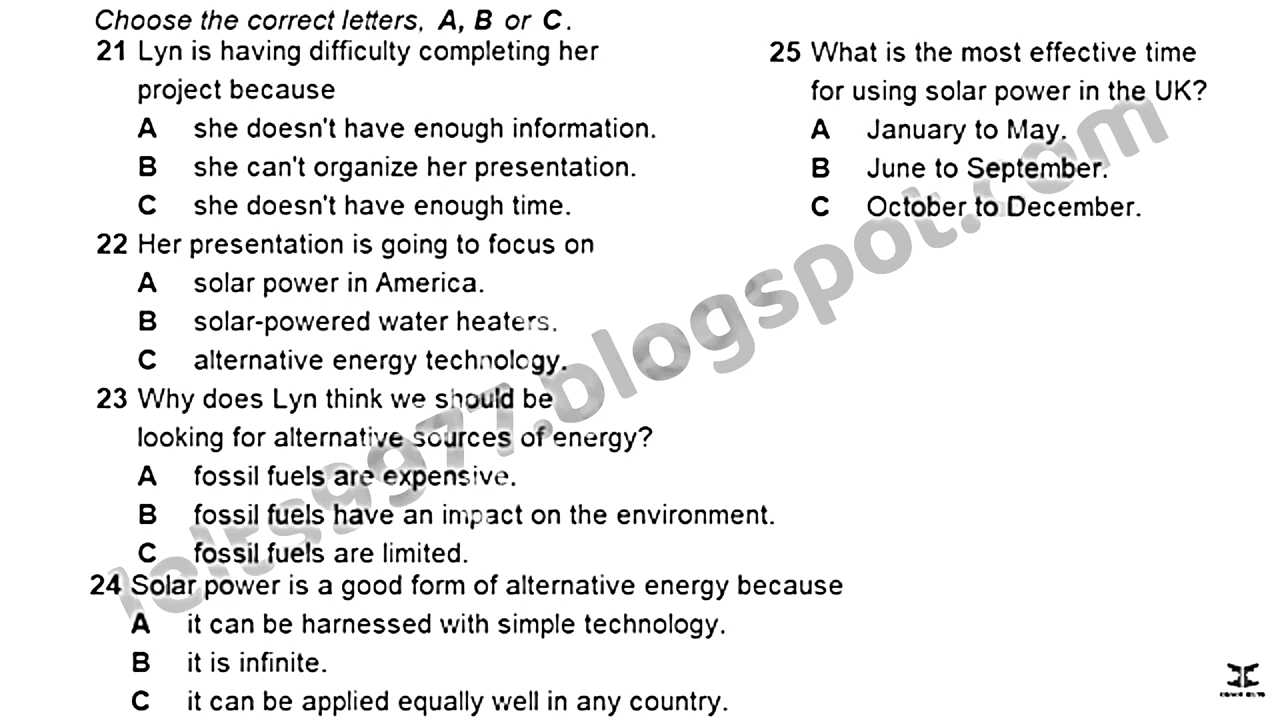 Choose the correct letters, A, B or C.
21 Lyn is having difficulty completing her
project because
A she doesn't have enough information.
B she can't organize her presentation.
C she doesn't have enough time.
22 Her presentation is going to focus on
A solar power in America.
B solar-powered water heaters.
C alternative energy technology.
23 Why does Lyn think we should be
looking for alternative sources of energy?
A fossil fuels are expensive.
B fossil fuels have an impact on the environment.
C fossil fuels are limited.
24 Solar power is a good form of alternative energy because
A it can be harnessed with simple technology.
B it is infinite.
C it can be applied equally well in any country.
25 What is the most effective time
for using solar power in the UK?
A January to May.
B June to September.
C October to December.
ielts9977.blogspot.com